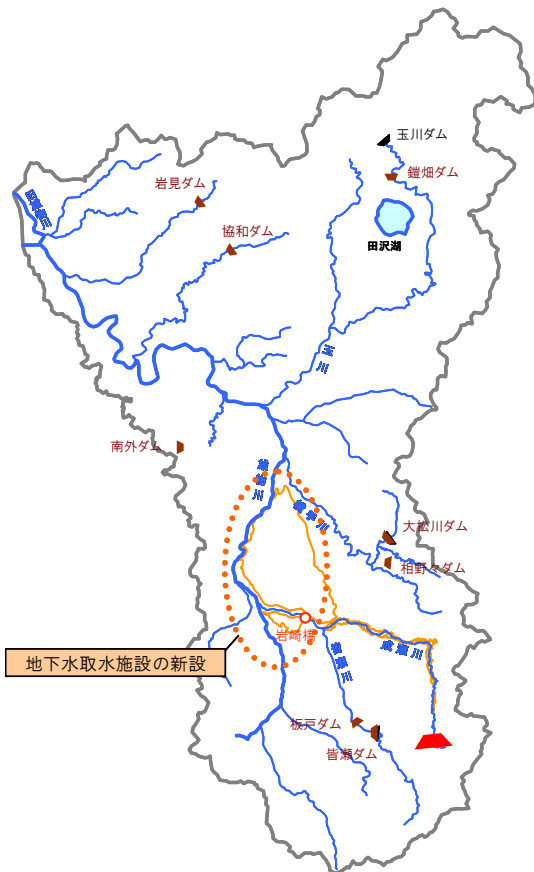 玉川ダム
鎧畑ダム
岩見ダム
田沢湖
協和ダム
玉川
南外ダム
大松川ダム
相野々ダム
岩崎橋
成瀬川
皆瀬川
地下水取水施設の新設
板戸ダム
皆瀬ダム